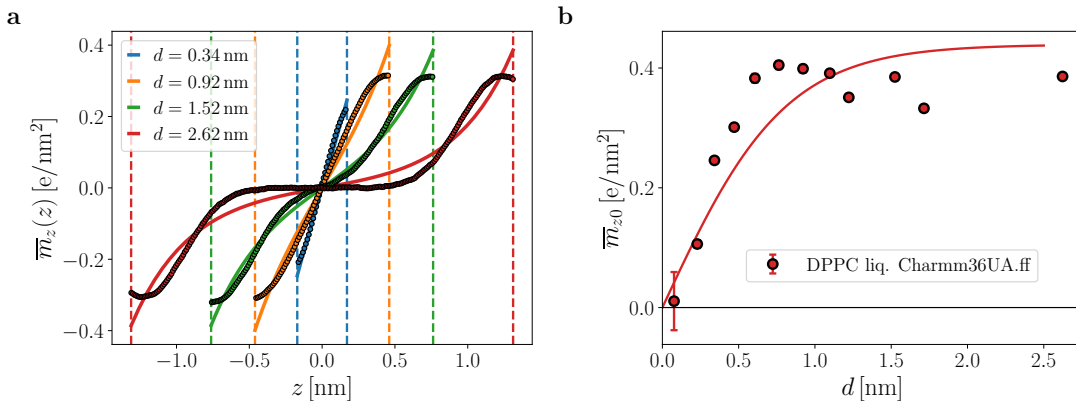 a
0.4
0.2
0.0
−0.2
−0.4
m̅z(z) [e/nm²]
d = 0.34 nm
d = 0.92 nm
d = 1.52 nm
d = 2.62 nm
−1.0
−0.5
0.0
0.5
1.0
z [nm]
b
0.4
0.2
0.0
m̅z0 [e/nm²]
DPPC liq. Charmm36UA.ff
0.0
0.5
1.0
1.5
2.0
2.5
d [nm]